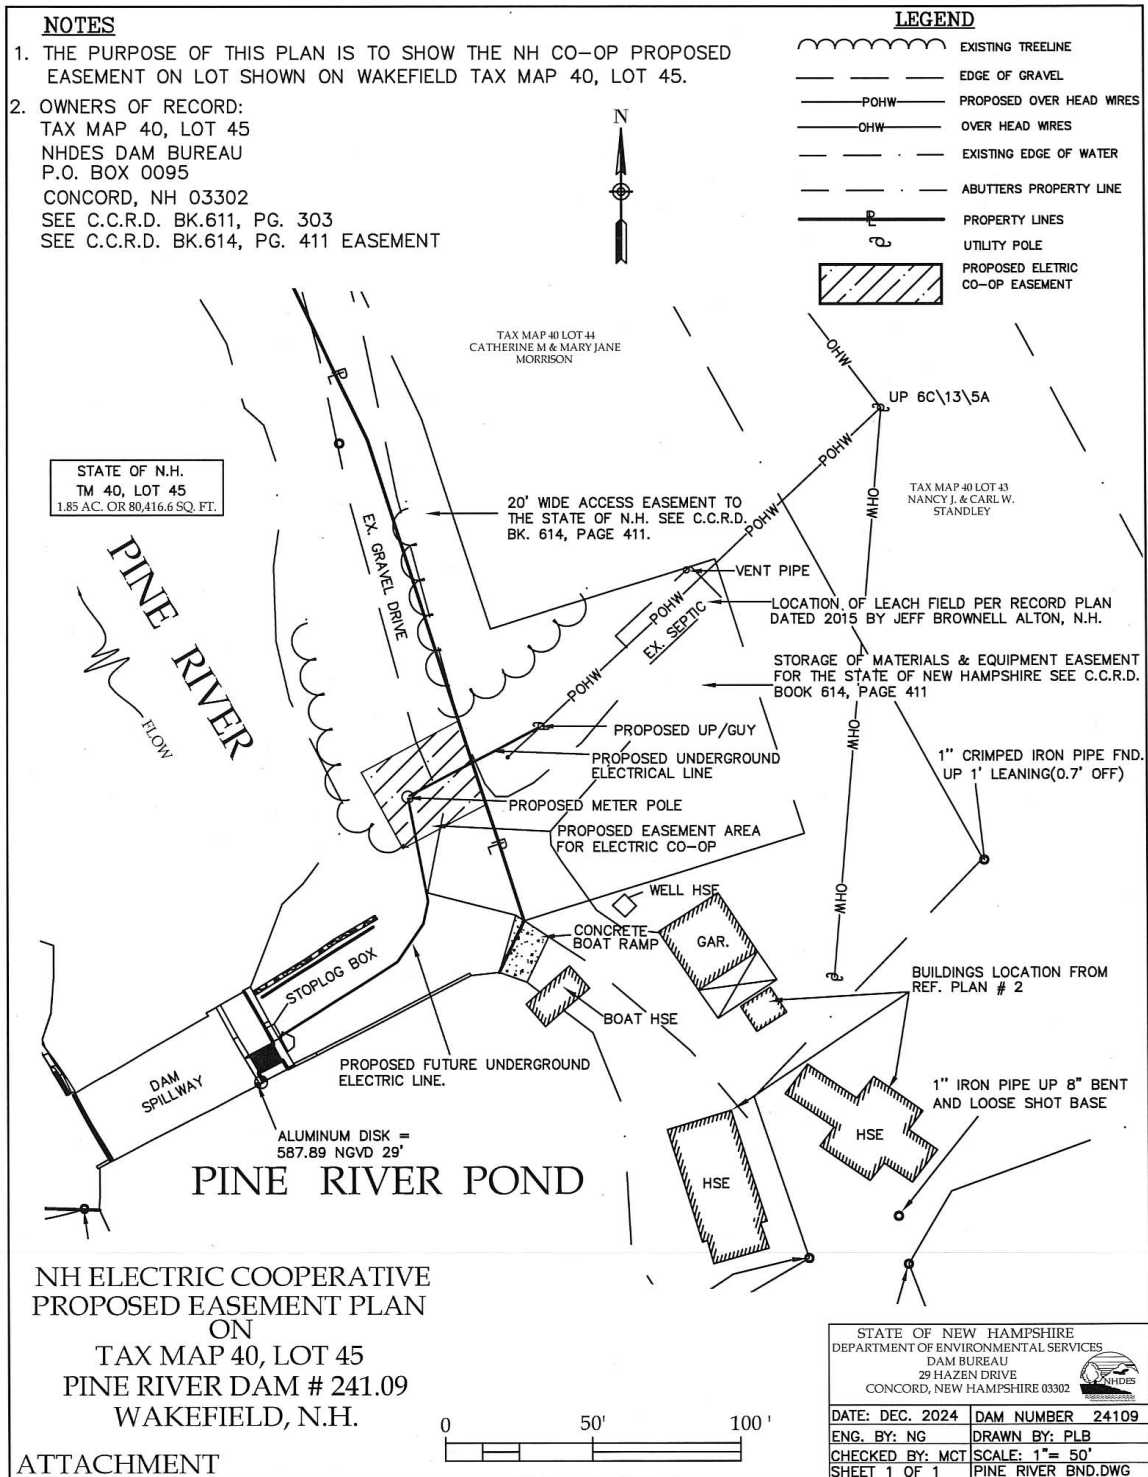 NOTES
1. THE PURPOSE OF THIS PLAN IS TO SHOW THE NH CO-OP PROPOSED
EASEMENT ON LOT SHOWN ON WAKEFIELD TAX MAP 40, LOT 45.
2. OWNERS OF RECORD:
TAX MAP 40, LOT 45
NHDES DAM BUREAU
P.O. BOX 0095
CONCORD, NH 03302
SEE C.C.R.D. BK.611, PG. 303
SEE C.C.R.D. BK.614, PG. 411 EASEMENT
N
LEGEND
EXISTING TREELINE
EDGE OF GRAVEL
POHW PROPOSED OVER HEAD WIRES
OHW OVER HEAD WIRES
EXISTING EDGE OF WATER
ABUTTERS PROPERTY LINE
PL PROPERTY LINES
UTILITY POLE
PROPOSED ELETRIC
CO-OP EASEMENT
TAX MAP 40 LOT 44
CATHERINE M & MARY JANE
MORRISON
PL
OHW
UP 6C\13\5A
POHW
STATE OF N.H.
TM 40, LOT 45
1.85 AC. OR 80,416.6 SQ. FT.
TAX MAP 40 LOT 43
NANCY J. & CARL W.
STANDLEY
20' WIDE ACCESS EASEMENT TO
THE STATE OF N.H. SEE C.C.R.D.
BK. 614, PAGE 411.
OHW
POHW
EX. GRAVEL DRIVE
PINE RIVER
FLOW
VENT PIPE
POHW
EX. SEPTIC
LOCATION OF LEACH FIELD PER RECORD PLAN
DATED 2015 BY JEFF BROWNELL ALTON, N.H.
STORAGE OF MATERIALS & EQUIPMENT EASEMENT
FOR THE STATE OF NEW HAMPSHIRE SEE C.C.R.D.
BOOK 614, PAGE 411
POHW
PROPOSED UP/GUY
OHW
PROPOSED UNDERGROUND
ELECTRICAL LINE
1" CRIMPED IRON PIPE FND.
UP 1' LEANING(0.7' OFF)
PROPOSED METER POLE
PROPOSED EASEMENT AREA
FOR ELECTRIC CO-OP
PL
OHW
WELL HSE
CONCRETE
BOAT RAMP
GAR.
STOPLOG BOX
BUILDINGS LOCATION FROM
REF. PLAN # 2
BOAT HSE
PROPOSED FUTURE UNDERGROUND
ELECTRIC LINE.
DAM
SPILLWAY
1" IRON PIPE UP 8" BENT
AND LOOSE SHOT BASE
HSE
ALUMINUM DISK =
587.89 NGVD 29'
HSE
PINE RIVER POND
NH ELECTRIC COOPERATIVE
PROPOSED EASEMENT PLAN
ON
TAX MAP 40, LOT 45
PINE RIVER DAM # 241.09
WAKEFIELD, N.H.
ATTACHMENT
0 50' 100 '
STATE OF NEW HAMPSHIRE
DEPARTMENT OF ENVIRONMENTAL SERVICES
DAM BUREAU
29 HAZEN DRIVE
CONCORD, NEW HAMPSHIRE 03302
NHDES
DATE: DEC. 2024 DAM NUMBER 24109
ENG. BY: NG DRAWN BY: PLB
CHECKED BY: MCT SCALE: 1"= 50'
SHEET 1 OF 1 PINE RIVER BND.DWG